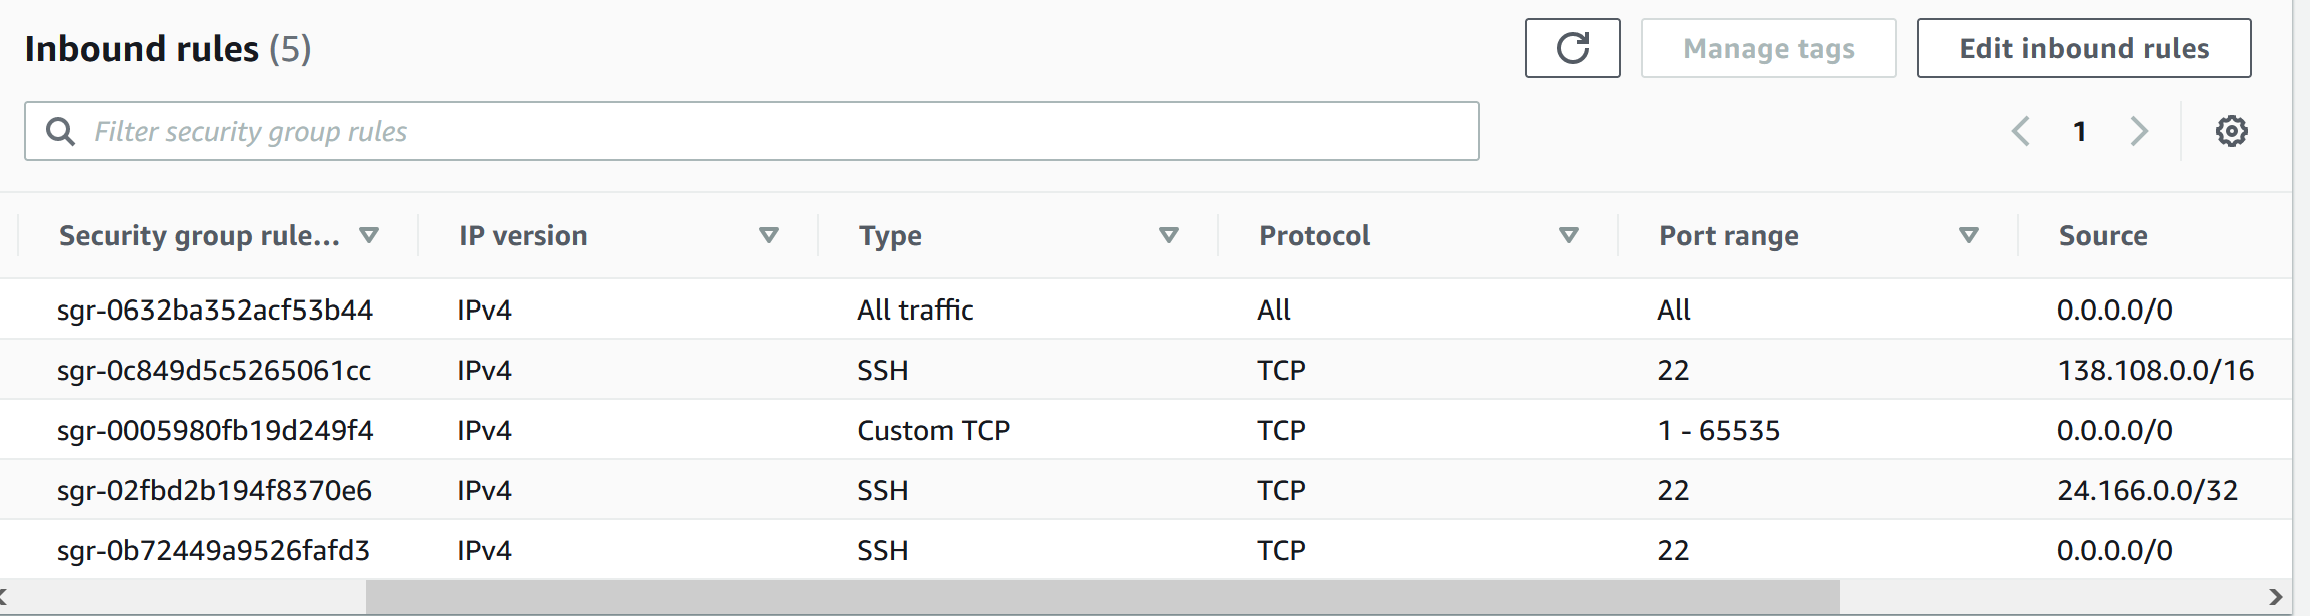 Inbound rules (5)
Manage tags
Edit inbound rules
Filter security group rules
1
Security group rule... IP version Type Protocol Port range Source
sgr-0632ba352acf53b44 IPv4 All traffic All All 0.0.0.0/0
sgr-0c849d5c5265061cc IPv4 SSH TCP 22 138.108.0.0/16
sgr-0005980fb19d249f4 IPv4 Custom TCP TCP 1 - 65535 0.0.0.0/0
sgr-02fbd2b194f8370e6 IPv4 SSH TCP 22 24.166.0.0/32
sgr-0b72449a9526fafd3 IPv4 SSH TCP 22 0.0.0.0/0